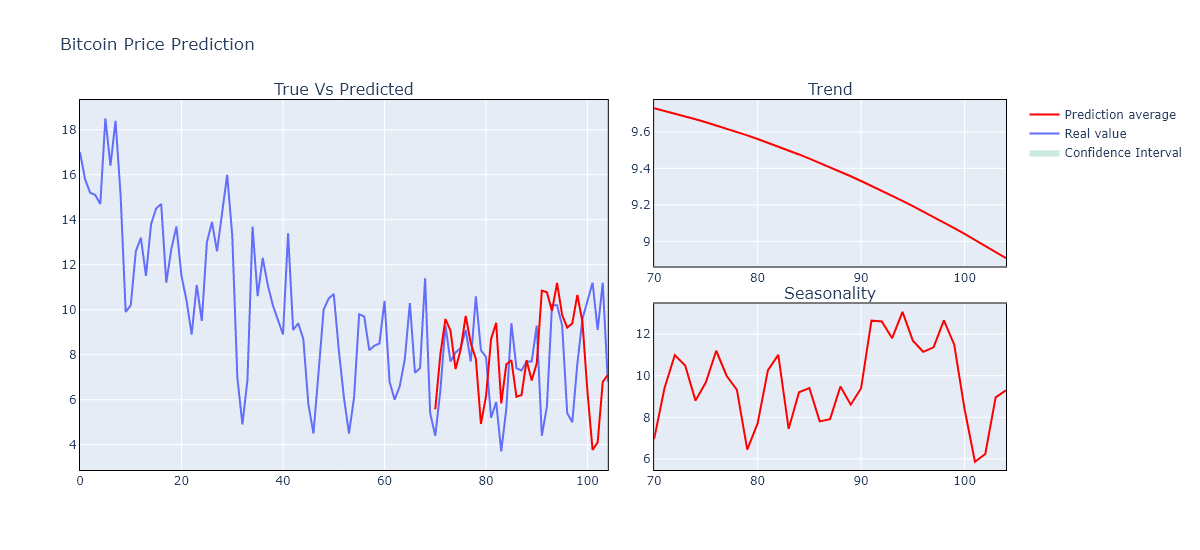 Bitcoin Price Prediction
True Vs Predicted
18
16
14
12
10
8
6
4
0 20 40 60 80 100
Trend
9.6
9.4
9.2
9
70 80 90 100
Seasonality
12
10
8
6
70 80 90 100
Prediction average
Real value
Confidence Interval